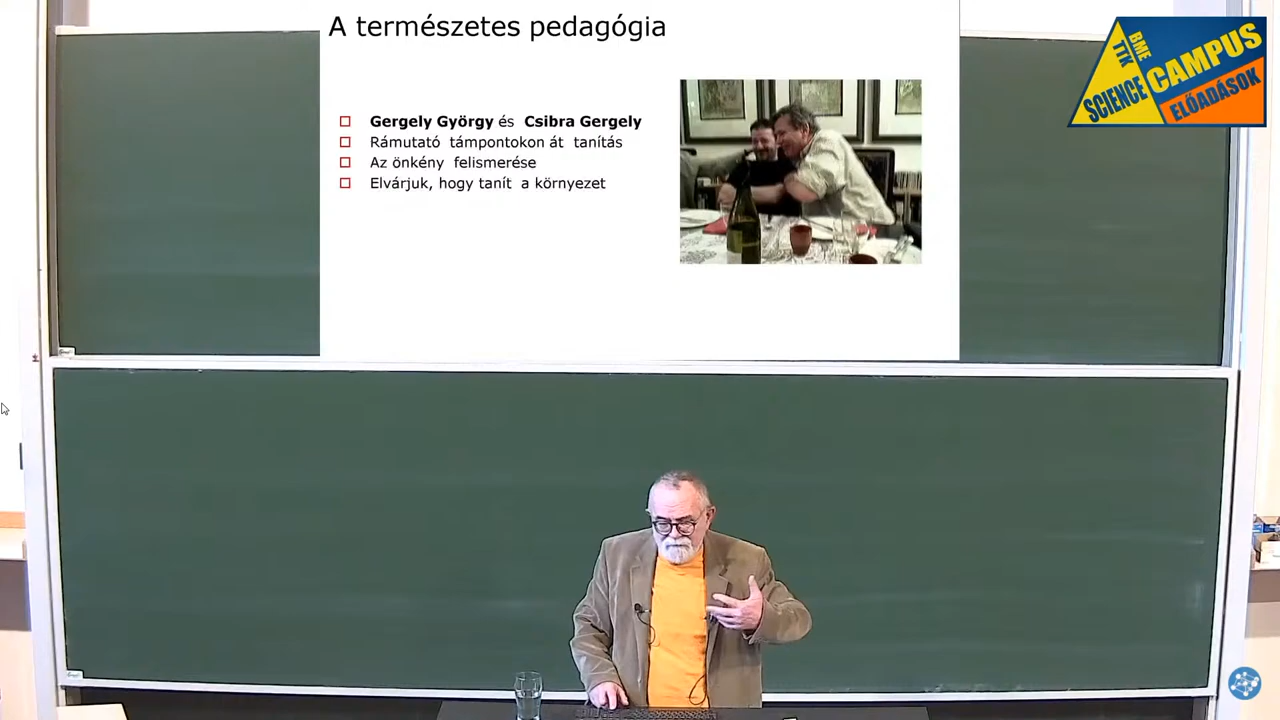 A természetes pedagógia
Gergely György és Csibra Gergely
Rámutató támpontokon át tanítás
Az önkény felismerése
Elvárjuk, hogy tanít a környezet
BME
TTK
SCIENCE
CAMPUS
ELŐADÁSOK